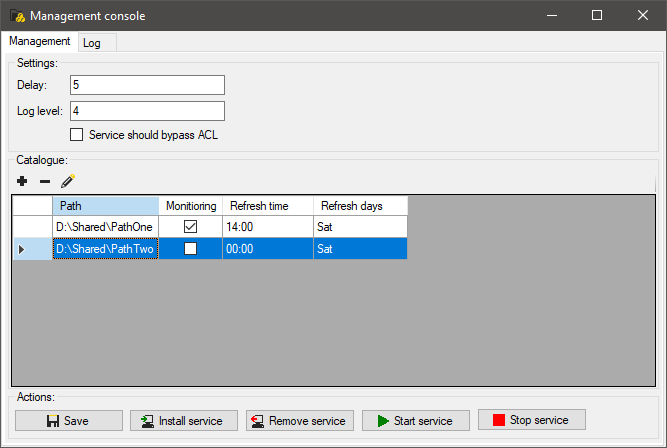 Management console
Management Log
Settings:
Delay: 5
Log level: 4
Service should bypass ACL
Catalogue:
Path Monitoring Refresh time Refresh days
D:\Shared\PathOne 14:00 Sat
D:\Shared\PathTwo 00:00 Sat
Actions:
Save Install service Remove service Start service Stop service